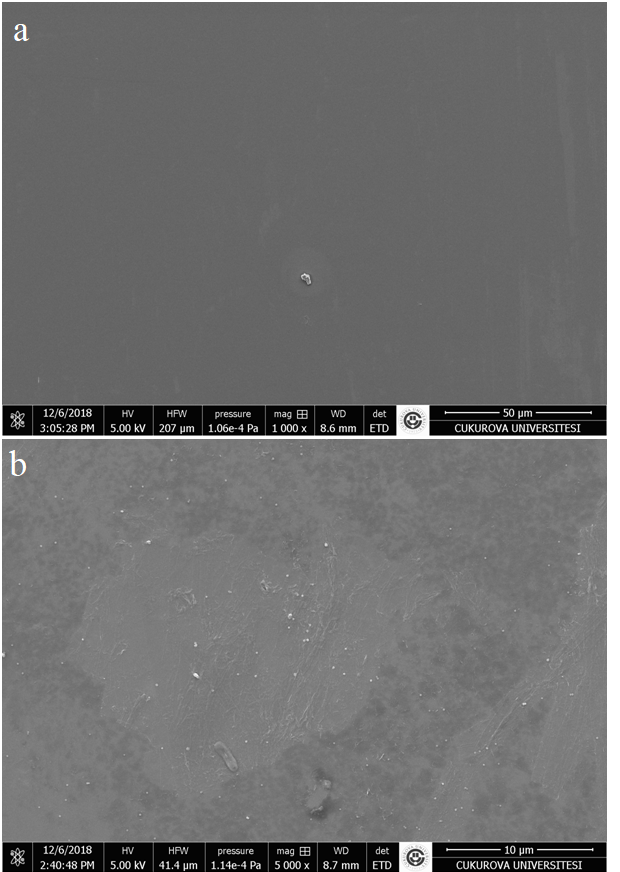 a
12/6/2018 HV HFW pressure mag WD det 50 µm
3:05:28 PM 5.00 kV 207 µm 1.06e-4 Pa 1 000 x 8.6 mm ETD CUKUROVA UNIVERSITESI
b
12/6/2018 HV HFW pressure mag WD det 10 µm
2:40:48 PM 5.00 kV 41.4 µm 1.14e-4 Pa 5 000 x 8.7 mm ETD CUKUROVA UNIVERSITESI